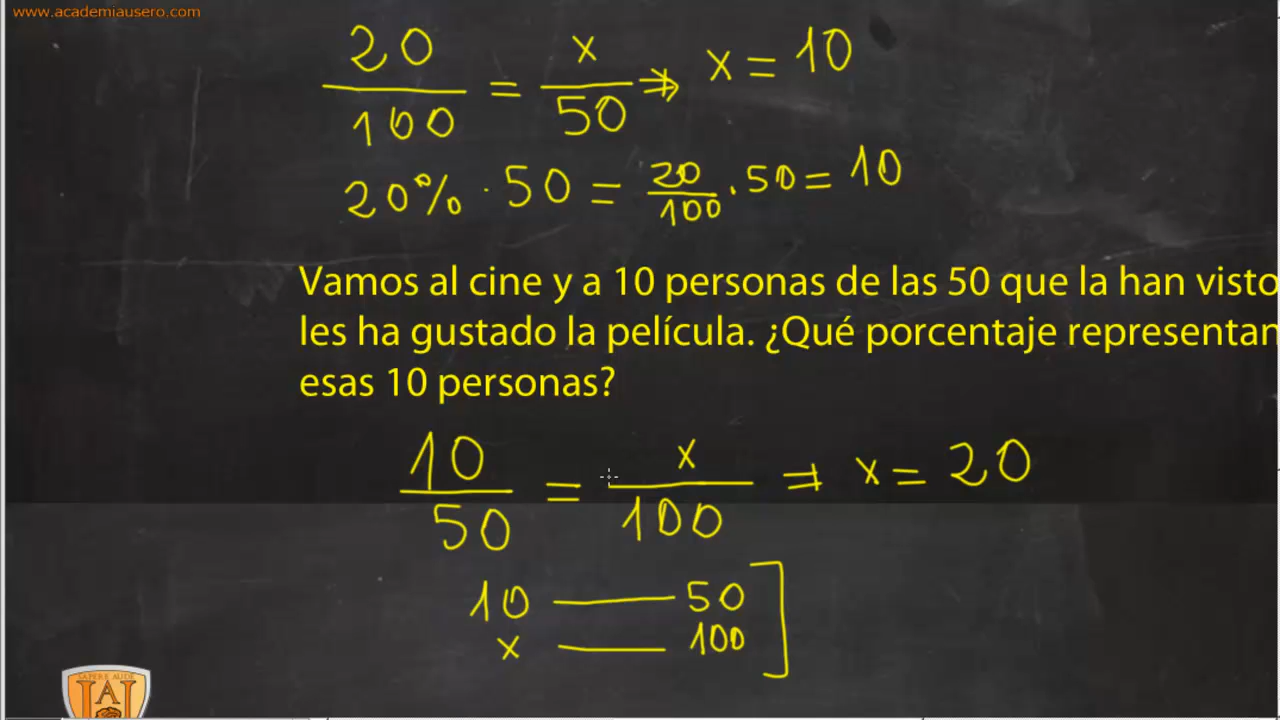 www.academiausero.com
20/100 = x/50 ⇒ x = 10
20% · 50 = 20/100 · 50 = 10
Vamos al cine y a 10 personas de las 50 que la han visto
les ha gustado la película. ¿Qué porcentaje representan
esas 10 personas?
10/50 = x/100 ⇒ x = 20
10 — 50
x — 100
SAPERE AUDE